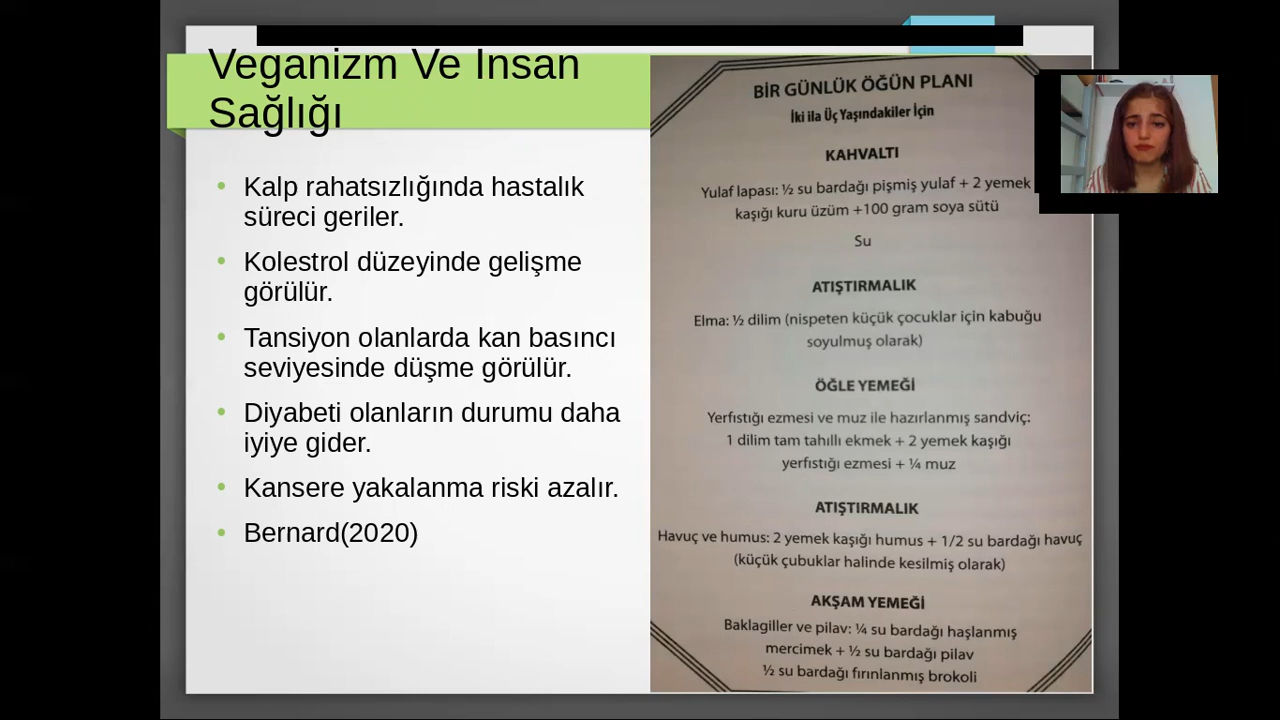 Veganizm Ve İnsan
Sağlığı
Kalp rahatsızlığında hastalık
süreci geriler.
Kolestrol düzeyinde gelişme
görülür.
Tansiyon olanlarda kan basıncı
seviyesinde düşme görülür.
Diyabeti olanların durumu daha
iyiye gider.
Kansere yakalanma riski azalır.
Bernard(2020)
BİR GÜNLÜK ÖĞÜN PLANI
İki ila Üç Yaşındakiler İçin
KAHVALTI
Yulaf lapası: ½ su bardağı pişmiş yulaf + 2 yemek
kaşığı kuru üzüm +100 gram soya sütü
Su
ATIŞTIRMALIK
Elma: ½ dilim (nispeten küçük çocuklar için kabuğu
soyulmuş olarak)
ÖĞLE YEMEĞİ
Yerfıstığı ezmesi ve muz ile hazırlanmış sandviç:
1 dilim tam tahıllı ekmek + 2 yemek kaşığı
yerfıstığı ezmesi + ¼ muz
ATIŞTIRMALIK
Havuç ve humus: 2 yemek kaşığı humus + 1/2 su bardağı havuç
(küçük çubuklar halinde kesilmiş olarak)
AKŞAM YEMEĞİ
Baklagiller ve pilav: ¼ su bardağı haşlanmış
mercimek + ½ su bardağı pilav
½ su bardağı fırınlanmış brokoli